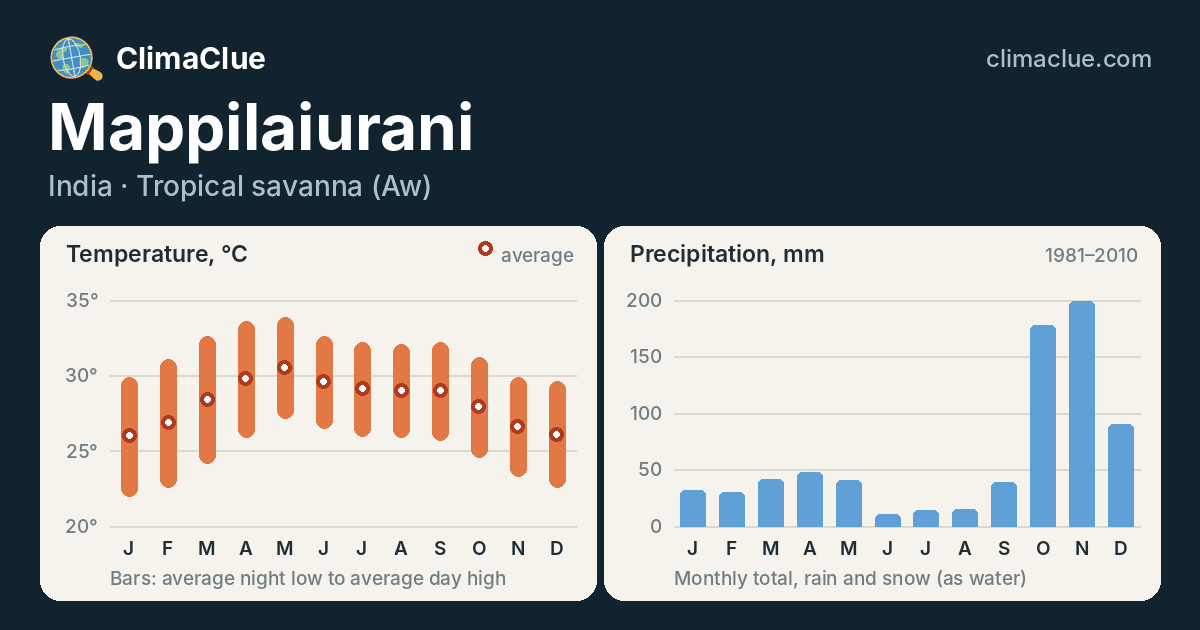 ClimaClue
climaclue.com
Mappilaiurani
India · Tropical savanna (Aw)
Temperature, °C
average
35°
30°
25°
20°
J F M A M J J A S O N D
Bars: average night low to average day high
Precipitation, mm
1981–2010
200
150
100
50
0
J F M A M J J A S O N D
Monthly total, rain and snow (as water)